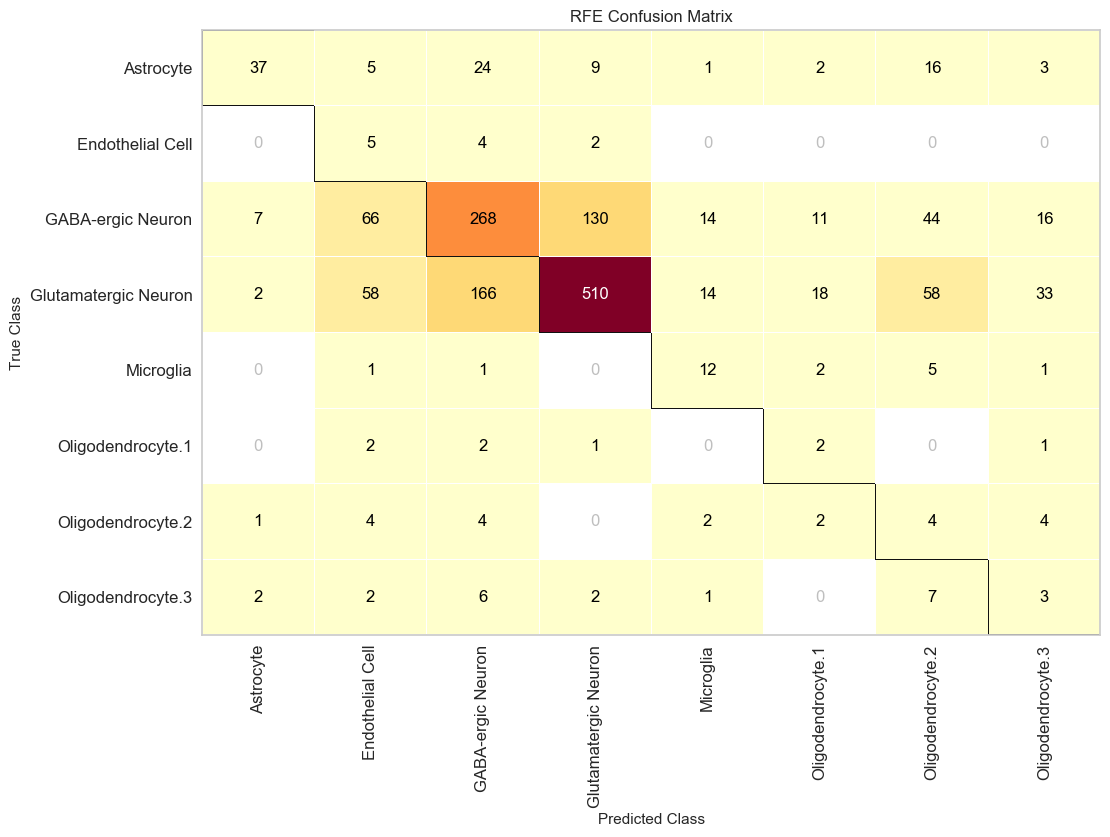 RFE Confusion Matrix
Astrocyte 37 5 24 9 1 2 16 3
Endothelial Cell 0 5 4 2 0 0 0 0
GABA-ergic Neuron 7 66 268 130 14 11 44 16
Glutamatergic Neuron 2 58 166 510 14 18 58 33
Microglia 0 1 1 0 12 2 5 1
Oligodendrocyte.1 0 2 2 1 0 2 0 1
Oligodendrocyte.2 1 4 4 0 2 2 4 4
Oligodendrocyte.3 2 2 6 2 1 0 7 3
True Class
Astrocyte
Endothelial Cell
GABA-ergic Neuron
Glutamatergic Neuron
Microglia
Oligodendrocyte.1
Oligodendrocyte.2
Oligodendrocyte.3
Predicted Class